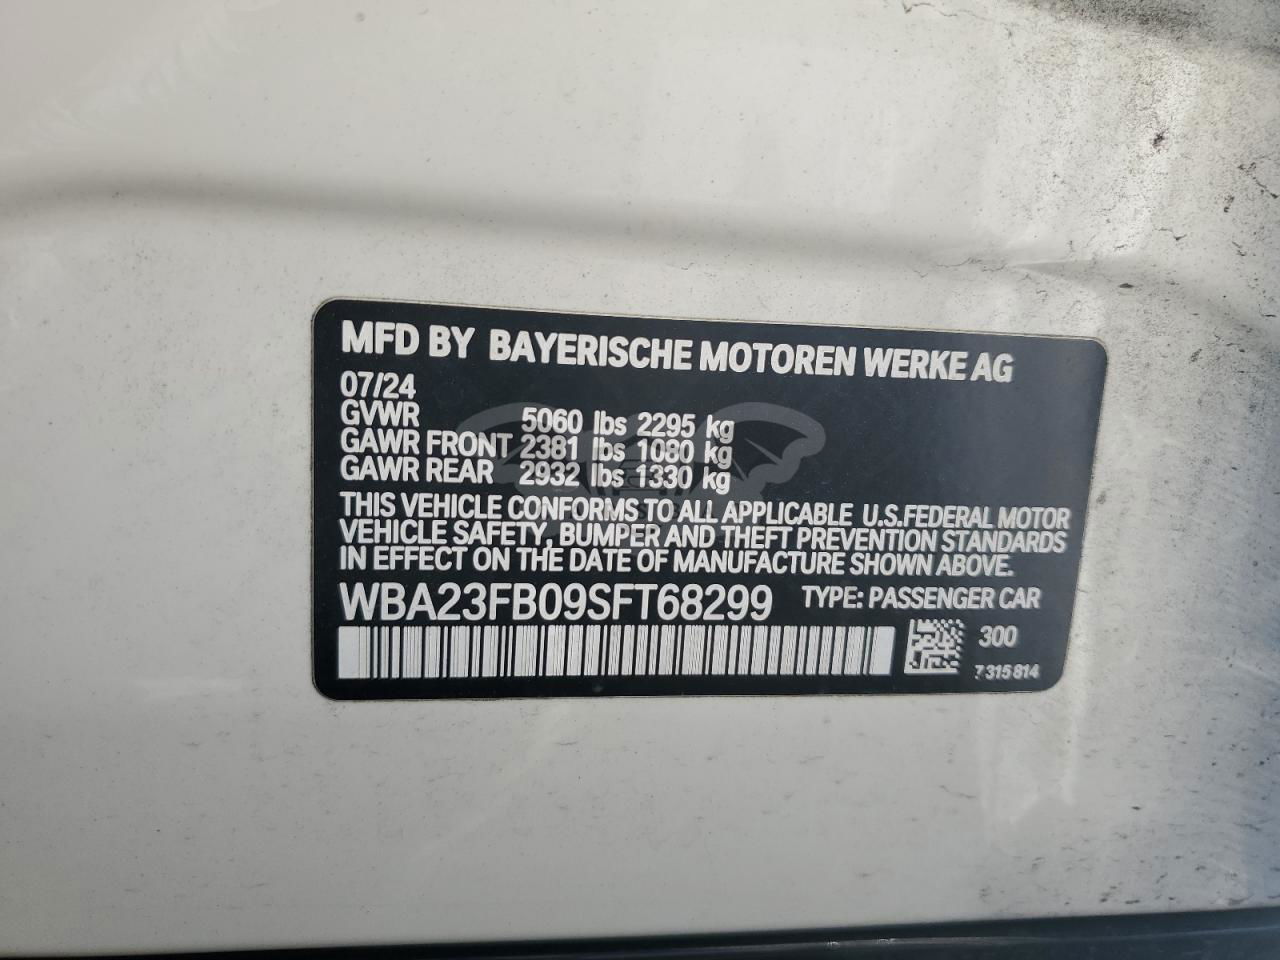 MFD BY BAYERISCHE MOTOREN WERKE AG
07/24
GVWR 5060 lbs 2295 kg
GAWR FRONT 2381 lbs 1080 kg
GAWR REAR 2932 lbs 1330 kg
THIS VEHICLE CONFORMS TO ALL APPLICABLE U.S.FEDERAL MOTOR
VEHICLE SAFETY, BUMPER AND THEFT PREVENTION STANDARDS
IN EFFECT ON THE DATE OF MANUFACTURE SHOWN ABOVE.
WBA23FB09SFT68299 TYPE: PASSENGER CAR
300
7 315 814